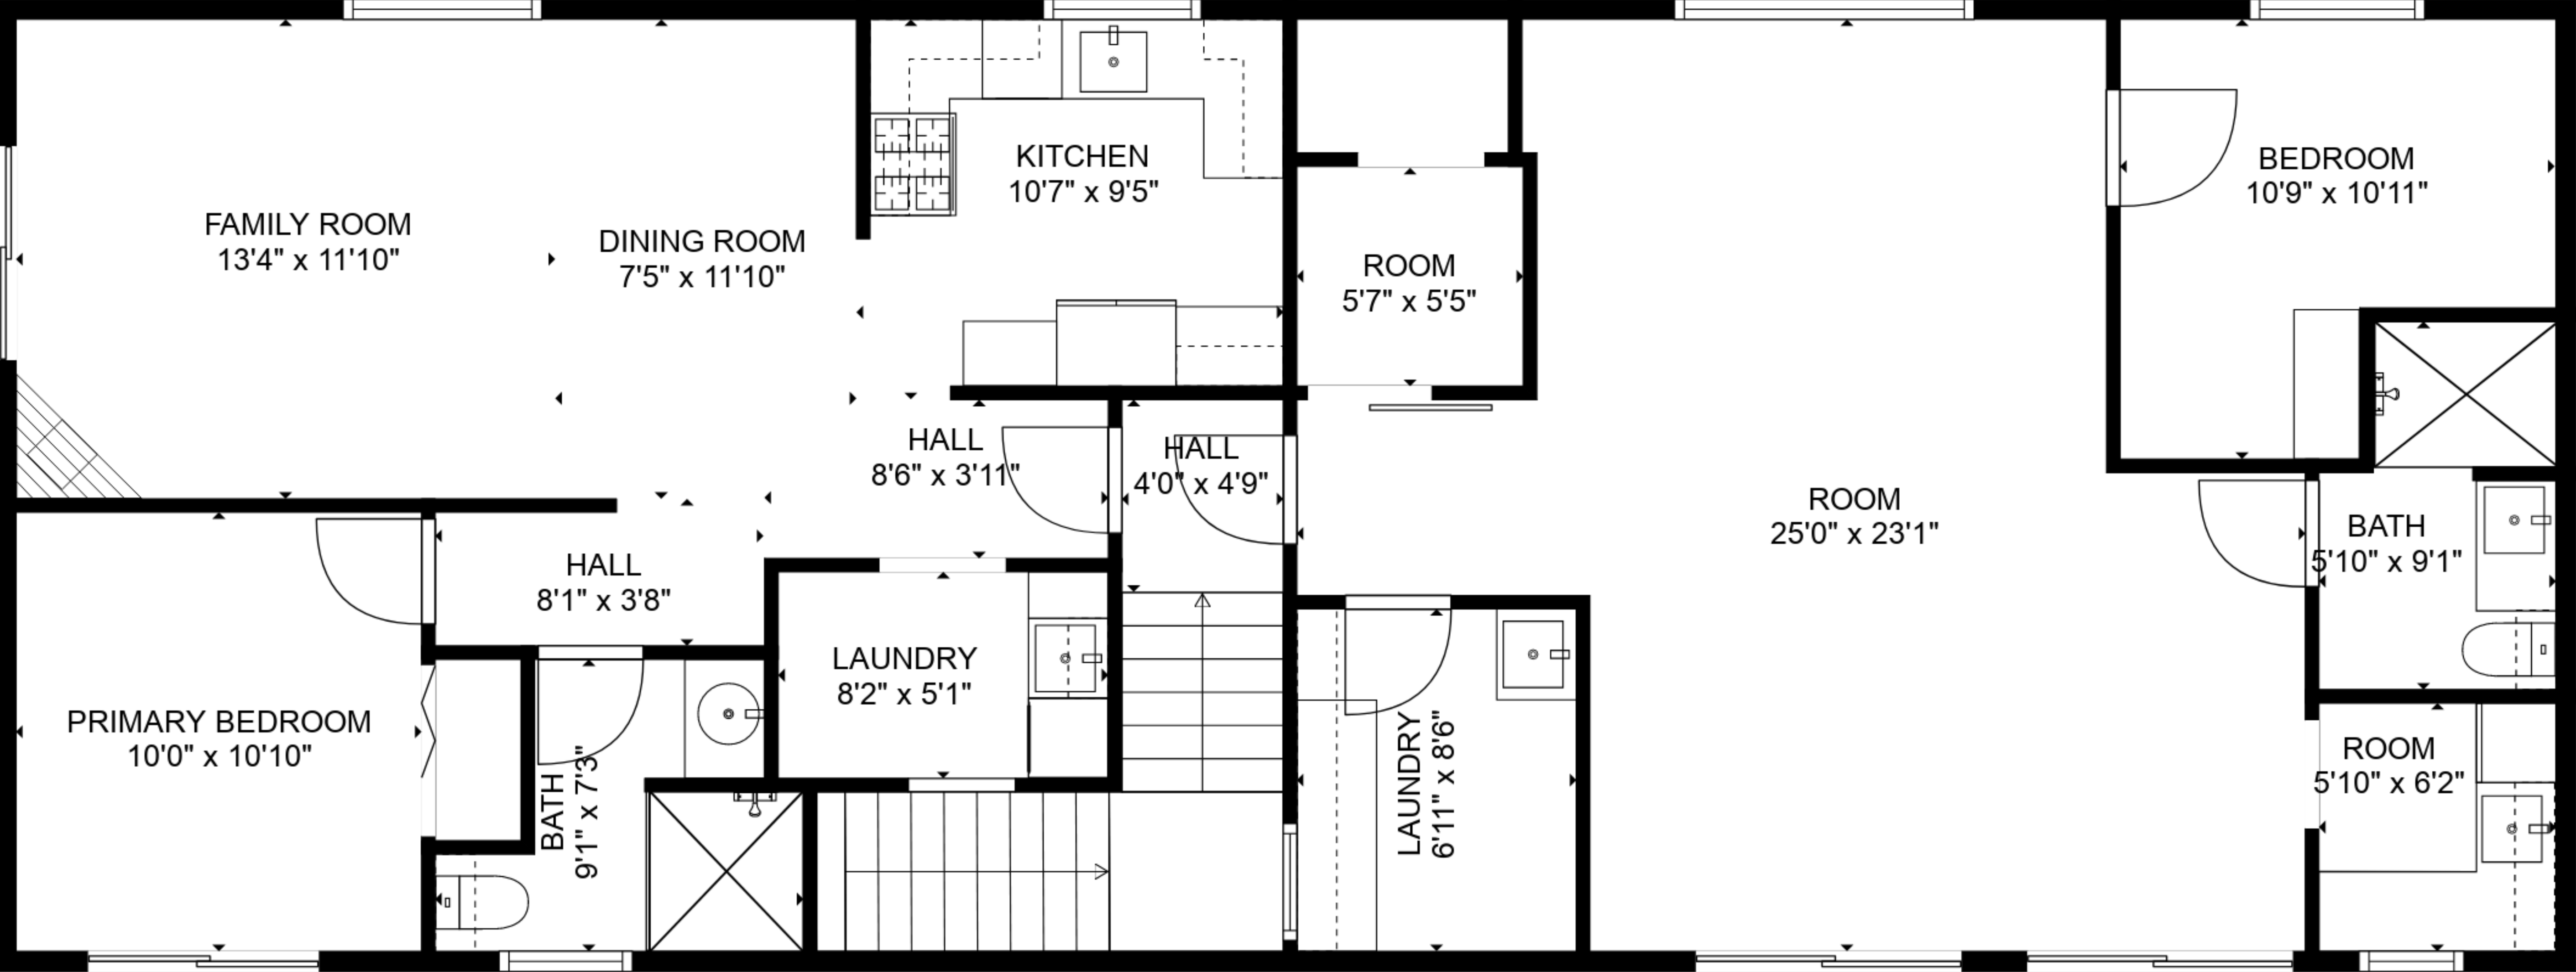 FAMILY ROOM
13'4" x 11'10"
DINING ROOM
7'5" x 11'10"
KITCHEN
10'7" x 9'5"
ROOM
5'7" x 5'5"
BEDROOM
10'9" x 10'11"
HALL
8'6" x 3'11"
HALL
4'0" x 4'9"
ROOM
25'0" x 23'1"
BATH
5'10" x 9'1"
HALL
8'1" x 3'8"
LAUNDRY
8'2" x 5'1"
PRIMARY BEDROOM
10'0" x 10'10"
BATH
9'1" x 7'3"
LAUNDRY
6'11" x 8'6"
ROOM
5'10" x 6'2"